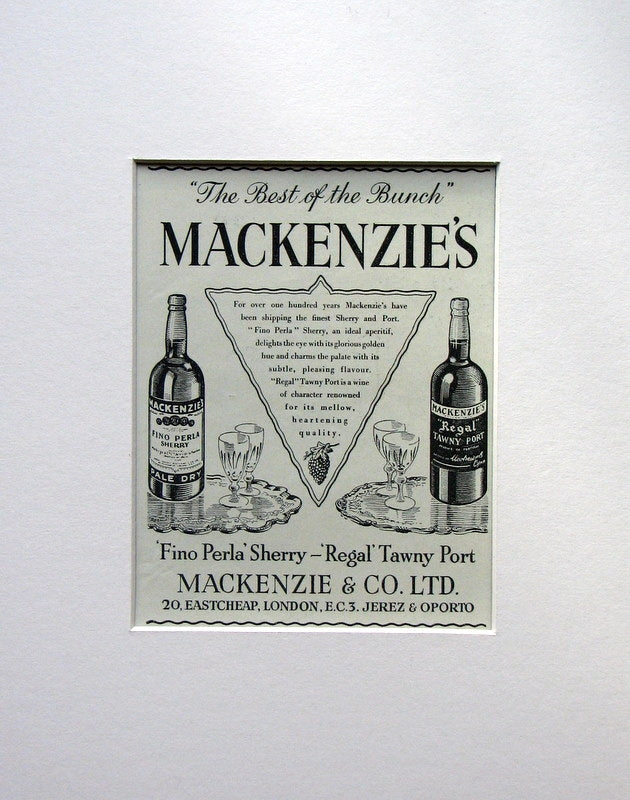 "The Best of the Bunch"
MACKENZIE'S
For over one hundred years Mackenzie's have
been shipping the finest Sherry and Port.
"Fino Perla" Sherry, an ideal aperitif,
delights the eye with its glorious golden
hue and charms the palate with its
subtle, pleasing flavour.
"Regal" Tawny Port is a wine
of character renowned
for its mellow,
heartening
quality.
MACKENZIE'S
FINO PERLA
SHERRY
PALE DRY
MACKENZIE'S
"Regal"
TAWNY PORT
'Fino Perla' Sherry – 'Regal' Tawny Port
MACKENZIE & CO. LTD.
20, EASTCHEAP, LONDON, E.C.3. JEREZ & OPORTO